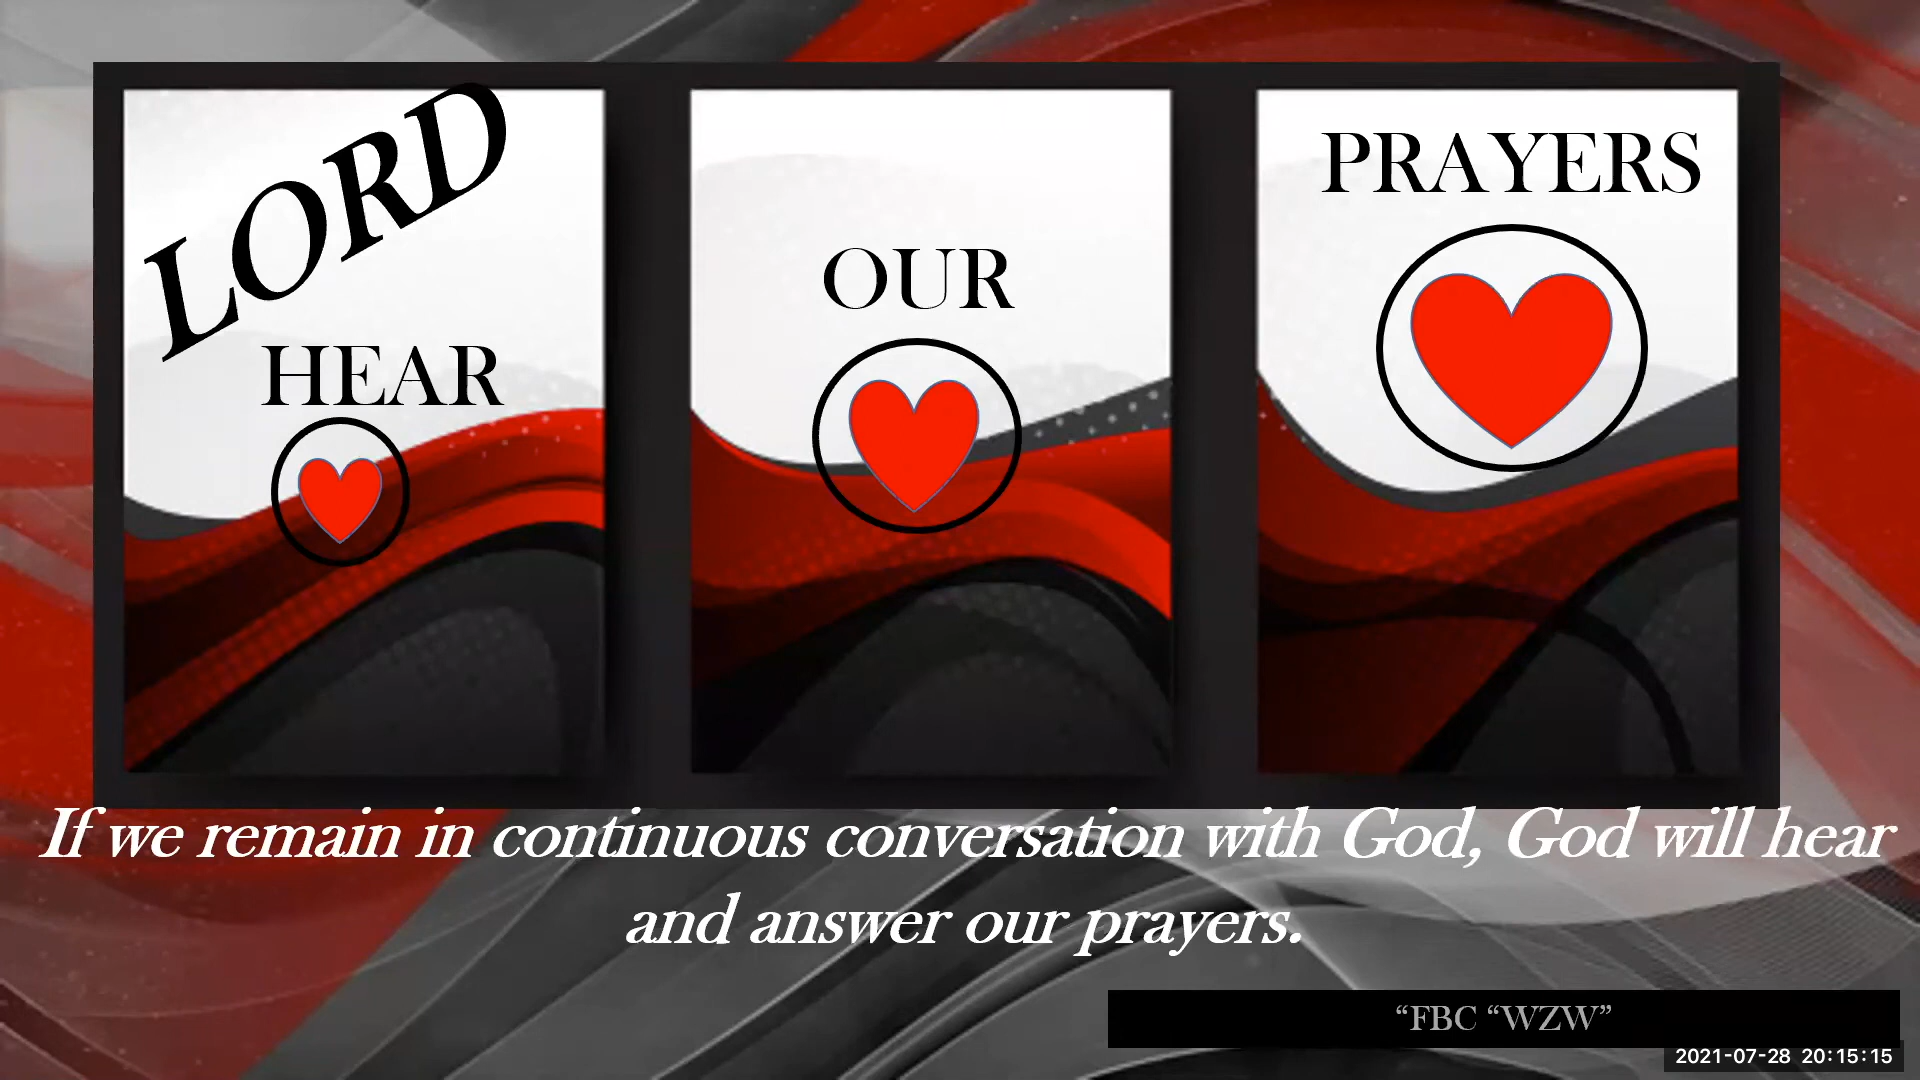 LORD
HEAR
OUR
PRAYERS
If we remain in continuous conversation with God, God will hear
and answer our prayers.
“FBC “WZW”
2021-07-28 20:15:15